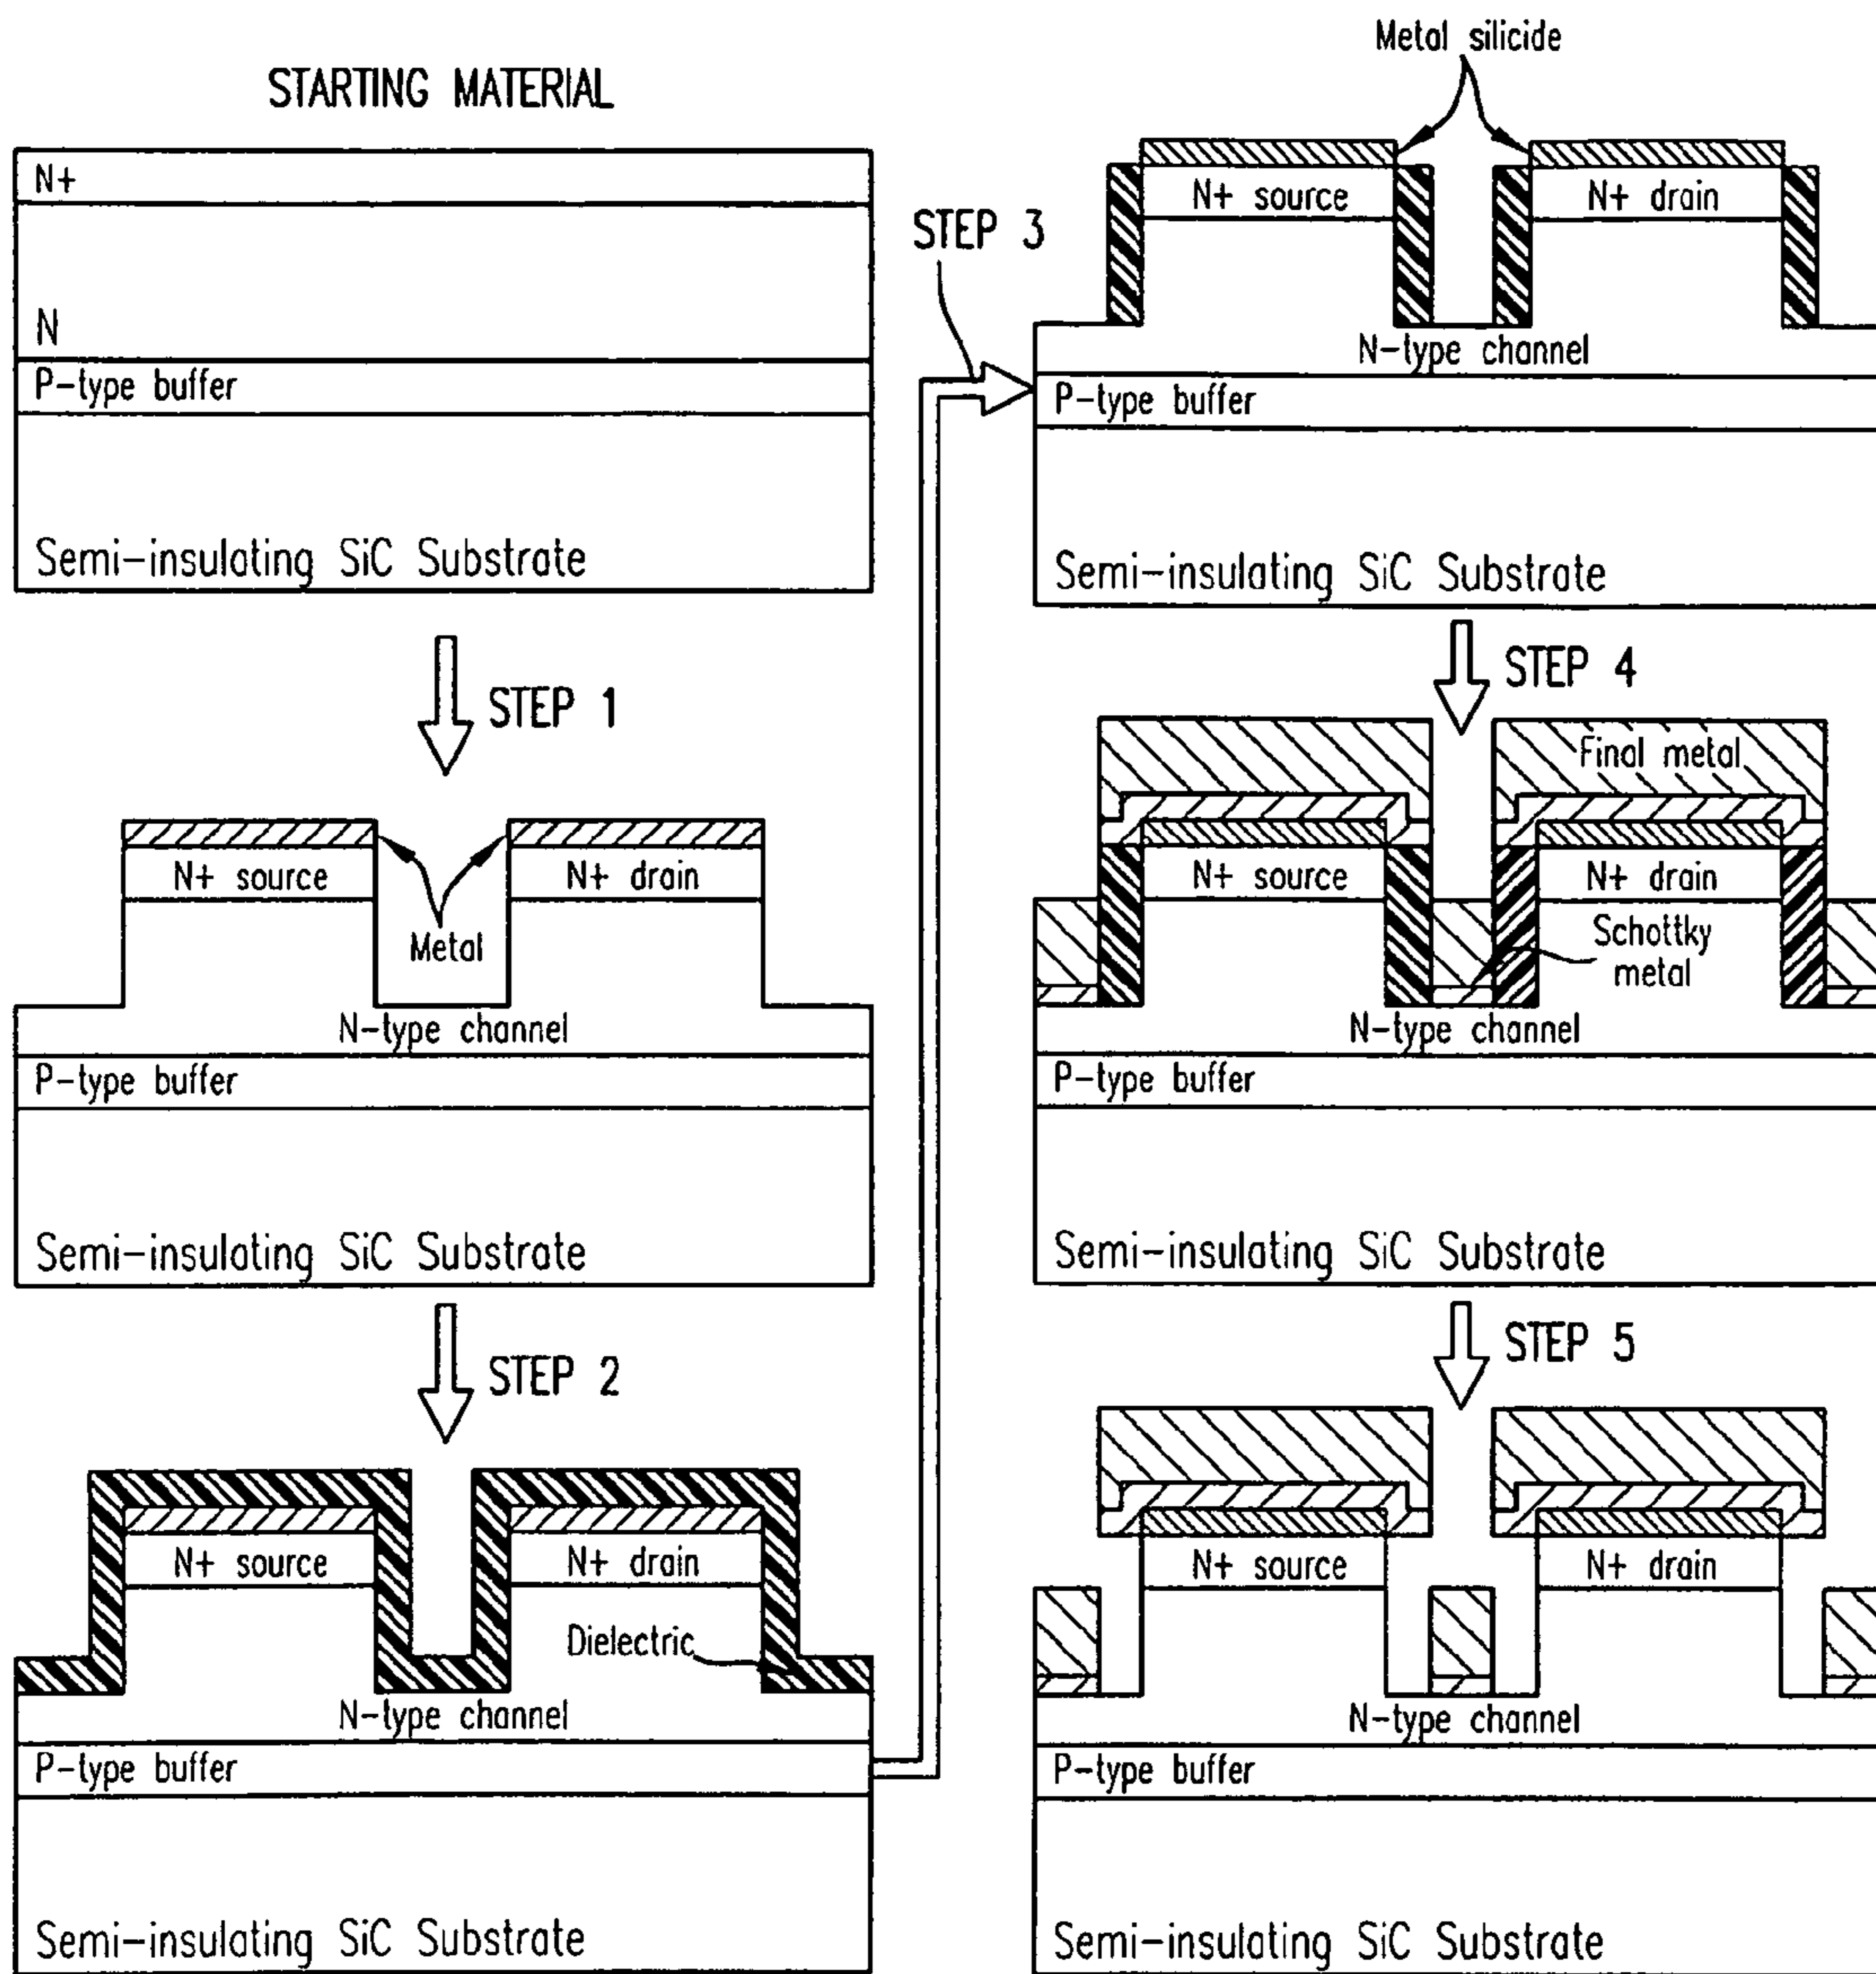 STARTING MATERIAL
N+
N
P-type buffer
Semi-insulating SiC Substrate
STEP 1
N+ source
N+ drain
Metal
N-type channel
P-type buffer
Semi-insulating SiC Substrate
STEP 2
N+ source
N+ drain
Dielectric
N-type channel
P-type buffer
Semi-insulating SiC Substrate
STEP 3
Metal silicide
N+ source
N+ drain
N-type channel
P-type buffer
Semi-insulating SiC Substrate
STEP 4
Final metal
N+ source
N+ drain
Schottky
metal
N-type channel
P-type buffer
Semi-insulating SiC Substrate
STEP 5
N+ source
N+ drain
N-type channel
P-type buffer
Semi-insulating SiC Substrate